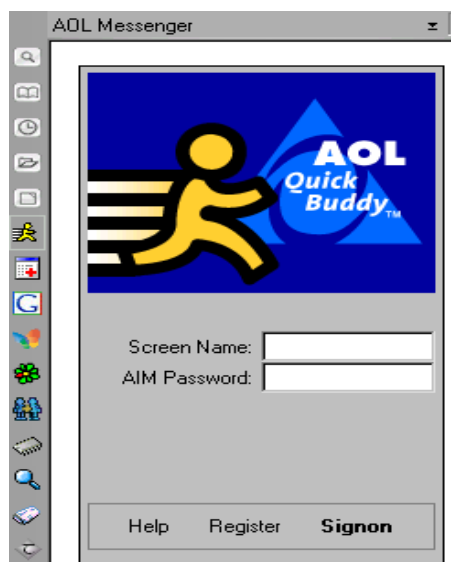 AOL Messenger
AOL
Quick
Buddy™
Screen Name:
AIM Password:
G
Help Register Signon